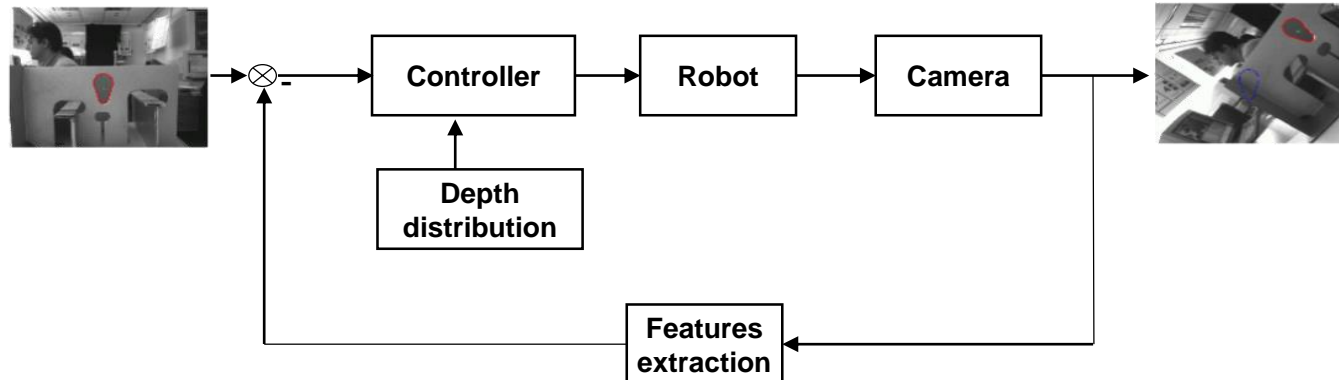 -
Controller
Robot
Camera
Depth
distribution
Features
extraction